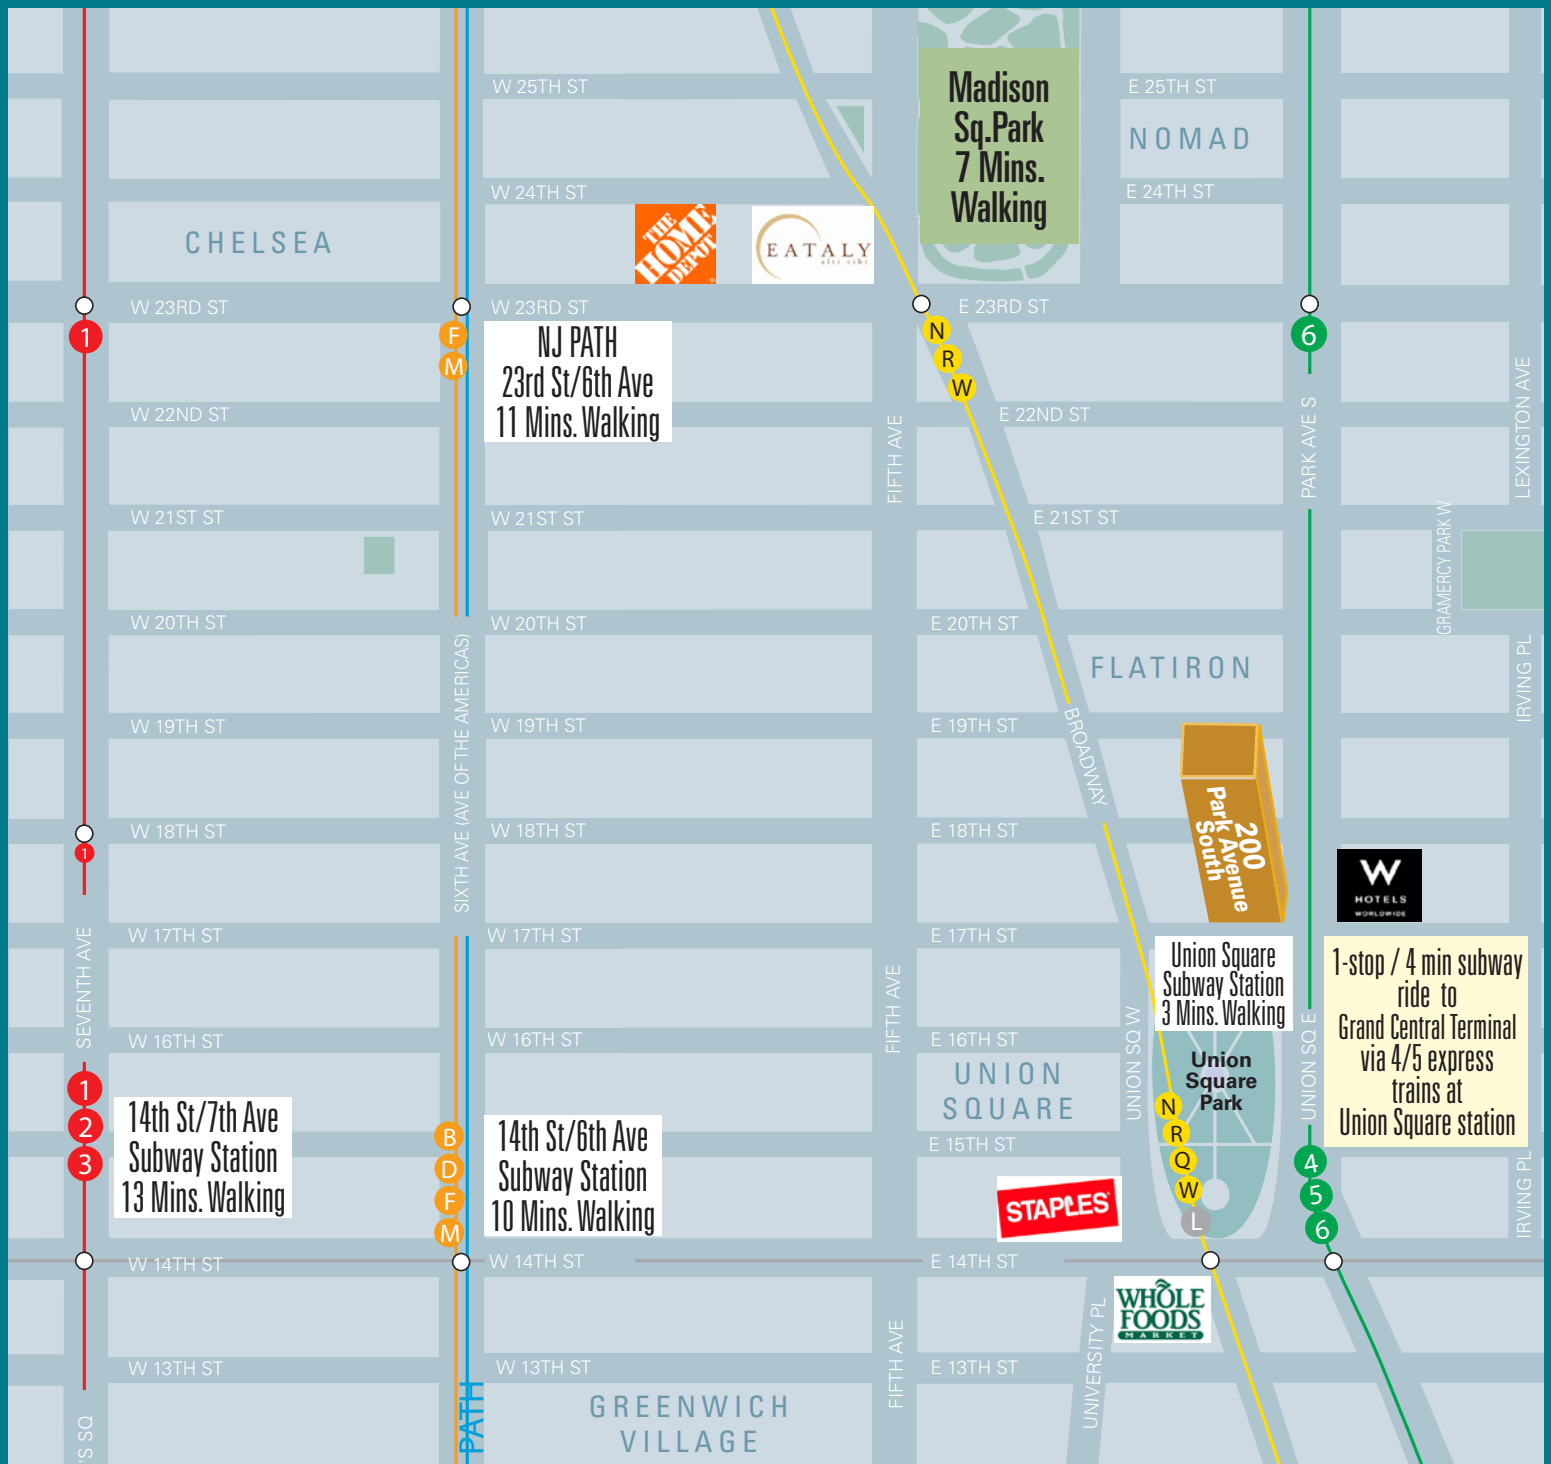 W 25TH ST
E 25TH ST
Madison
Sq.Park
7 Mins.
Walking
NOMAD
W 24TH ST
E 24TH ST
CHELSEA
THE
HOME
DEPOT
EATALY
alti cibi
W 23RD ST
W 23RD ST
E 23RD ST
1
F
M
N
R
W
6
NJ PATH
23rd St/6th Ave
11 Mins. Walking
W 22ND ST
E 22ND ST
FIFTH AVE
PARK AVE S
LEXINGTON AVE
W 21ST ST
W 21ST ST
E 21ST ST
GRAMERCY PARK W
W 20TH ST
W 20TH ST
E 20TH ST
SIXTH AVE (AVE OF THE AMERICAS)
FLATIRON
IRVING PL
W 19TH ST
W 19TH ST
E 19TH ST
BROADWAY
200
Park Avenue
South
W 18TH ST
W 18TH ST
E 18TH ST
1
W
HOTELS
WORLDWIDE
W 17TH ST
W 17TH ST
E 17TH ST
SEVENTH AVE
FIFTH AVE
Union Square
Subway Station
3 Mins. Walking
1-stop / 4 min subway
ride to
Grand Central Terminal
via 4/5 express
trains at
Union Square station
W 16TH ST
W 16TH ST
E 16TH ST
UNION SQ W
UNION SQ E
UNION
SQUARE
Union
Square
Park
1
2
3
14th St/7th Ave
Subway Station
13 Mins. Walking
B
D
F
M
14th St/6th Ave
Subway Station
10 Mins. Walking
E 15TH ST
N
R
Q
W
L
4
5
6
IRVING PL
STAPLES
W 14TH ST
W 14TH ST
E 14TH ST
WHOLE
FOODS
MARKET
UNIVERSITY PL
FIFTH AVE
W 13TH ST
W 13TH ST
E 13TH ST
PATH
GREENWICH
VILLAGE
'S SQ